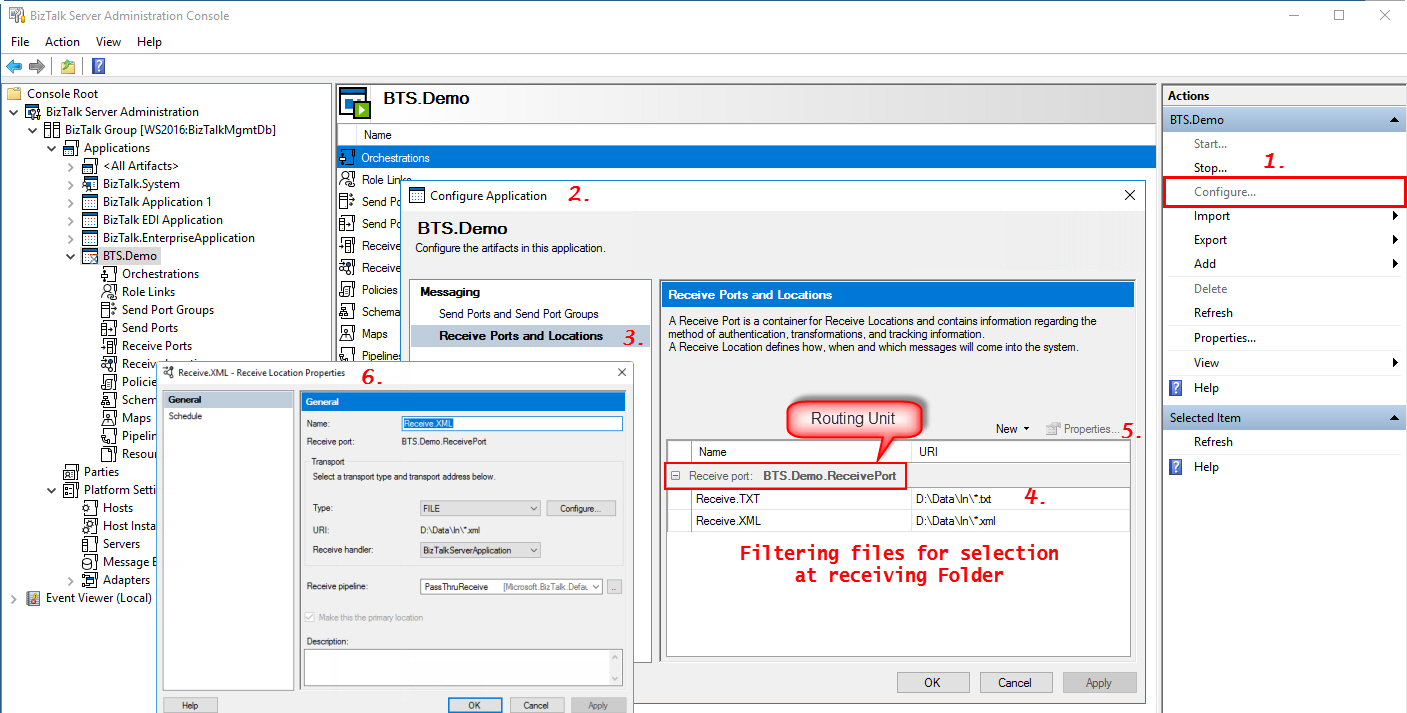 BizTalk Server Administration Console
File Action View Help
Console Root
BizTalk Server Administration
BizTalk Group [WS2016:BizTalkMgmtDb]
Applications
<All Artifacts>
BizTalk.System
BizTalk Application 1
BizTalk EDI Application
BizTalk.EnterpriseApplication
BTS.Demo
Orchestrations
Role Links
Send Port Groups
Send Ports
Receive Ports
Policie
Schem
Maps
Pipelin
Resour
Parties
Platform Setti
Hosts
Host Insta
Servers
Message
Adapters
Event Viewer (Local)
BTS.Demo
Name
Orchestrations
Role Links
Send Po
Send Po
Receive
Receive
Policies
Schema
Maps
Pipelines
Configure Application 2.
BTS.Demo
Configure the artifacts in this application.
Messaging
Send Ports and Send Port Groups
Receive Ports and Locations 3.
Receive Ports and Locations
A Receive Port is a container for Receive Locations and contains information regarding the
method of authentication, transformations, and tracking information.
A Receive Location defines how, when and which messages will come into the system.
Routing Unit
New Properties... 5.
Name URI
Receive port: BTS.Demo.ReceivePort
Receive.TXT D:\Data\In\*.txt 4.
Receive.XML D:\Data\In\*.xml
Filtering files for selection
at receiving Folder
OK Cancel Apply
Receive.XML - Receive Location Properties 6.
General
Schedule
General
Name: Receive.XML
Receive port: BTS.Demo.ReceivePort
Transport
Select a transport type and transport address below.
Type: FILE Configure...
URI: D:\Data\In\*.xml
Receive handler: BizTalkServerApplication
Receive pipeline: PassThruReceive [Microsoft.BizTalk.Defau ...
Make this the primary location
Description:
Help OK Cancel Apply
Actions
BTS.Demo
Start...
Stop... 1.
Configure...
Import
Export
Add
Delete
Refresh
Properties...
View
Help
Selected Item
Refresh
Help